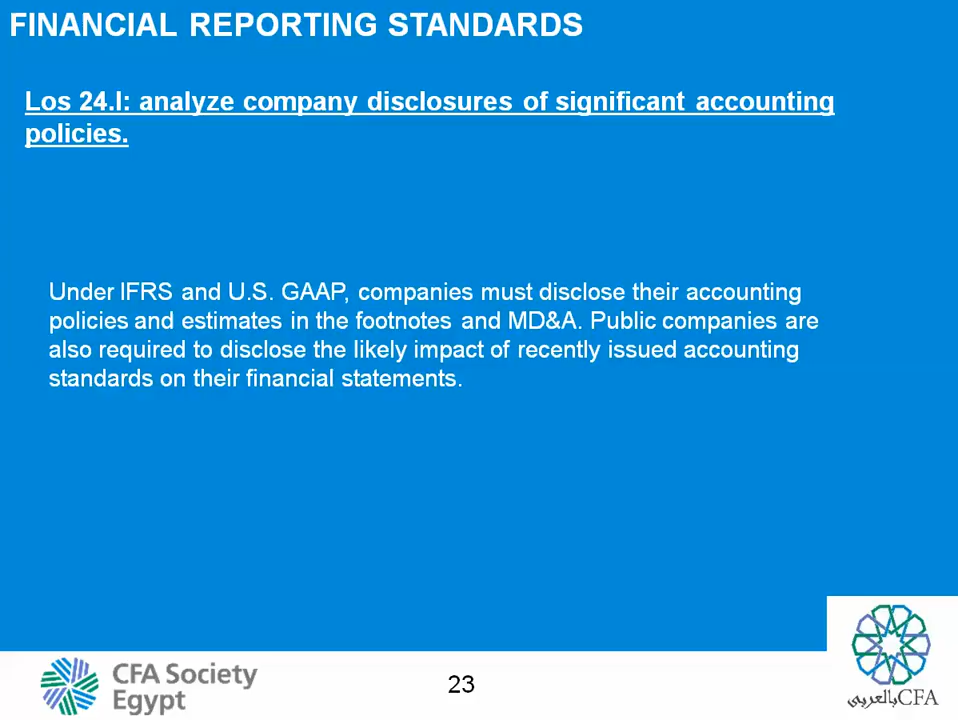 FINANCIAL REPORTING STANDARDS
Los 24.I: analyze company disclosures of significant accounting
policies.
Under IFRS and U.S. GAAP, companies must disclose their accounting
policies and estimates in the footnotes and MD&A. Public companies are
also required to disclose the likely impact of recently issued accounting
standards on their financial statements.
CFA Society
Egypt
23
CFA بالعربي